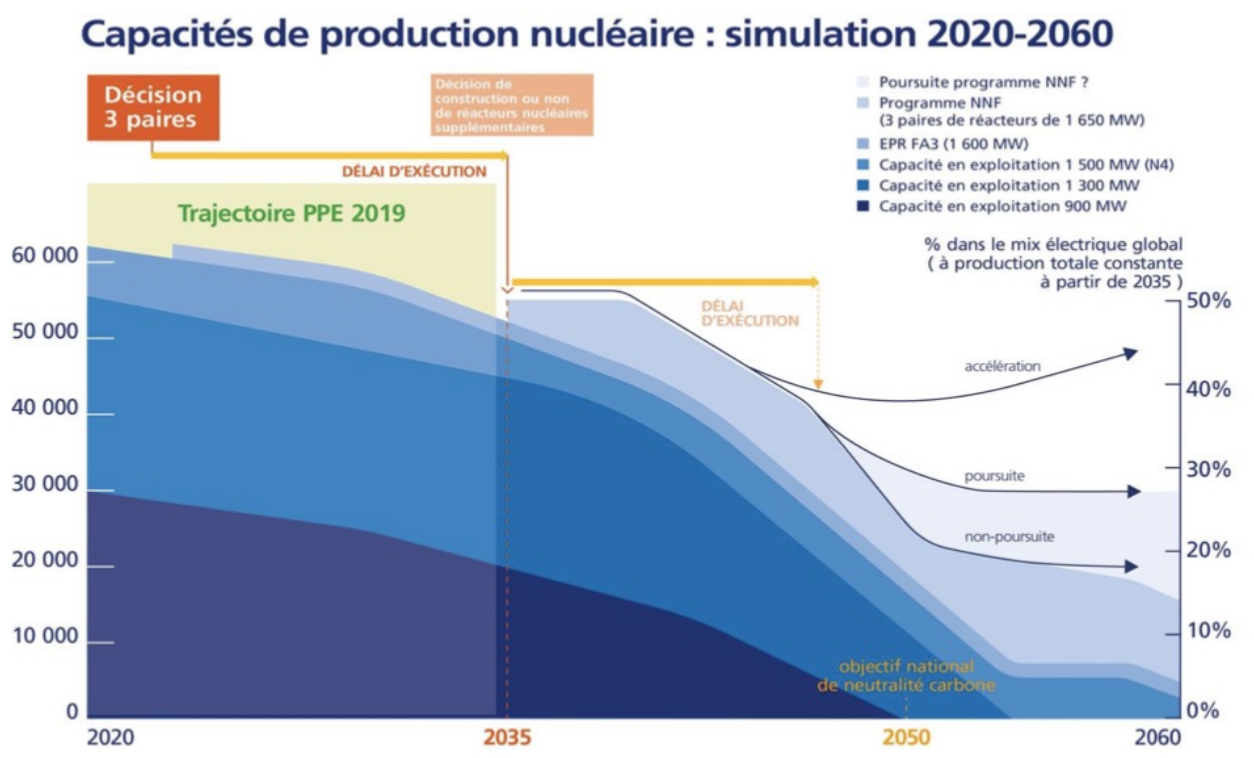 Capacités de production nucléaire : simulation 2020-2060
Décision
3 paires
Décision de
construction ou non
de réacteurs nucléaires
supplémentaires
Poursuite programme NNF ?
Programme NNF
(3 paires de réacteurs de 1 650 MW)
EPR FA3 (1 600 MW)
Capacité en exploitation 1 500 MW (N4)
Capacité en exploitation 1 300 MW
Capacité en exploitation 900 MW
DÉLAI D'EXÉCUTION
Trajectoire PPE 2019
% dans le mix électrique global
( à production totale constante
à partir de 2035 )
60 000
50 000
40 000
30 000
20 000
10 000
0
DÉLAI
D'EXÉCUTION
accélération
poursuite
non-poursuite
50%
40%
30%
20%
10%
0%
objectif national
de neutralité carbone
2020
2035
2050
2060